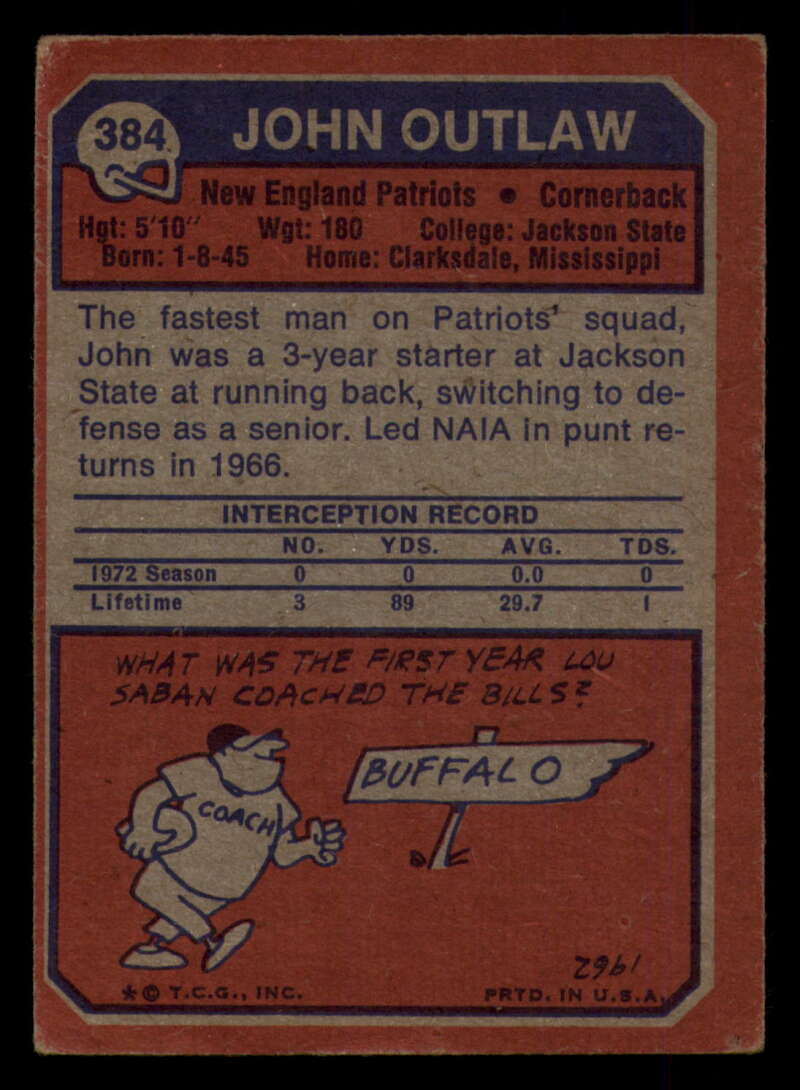 384
JOHN OUTLAW
New England Patriots • Cornerback
Hgt: 5'10" Wgt: 180 College: Jackson State
Born: 1-8-45 Home: Clarksdale, Mississippi
The fastest man on Patriots' squad,
John was a 3-year starter at Jackson
State at running back, switching to de-
fense as a senior. Led NAIA in punt re-
turns in 1966.
INTERCEPTION RECORD
NO. YDS. AVG. TDS.
1972 Season 0 0 0.0 0
Lifetime 3 89 29.7 1
WHAT WAS THE FIRST YEAR LOU
SABAN COACHED THE BILLS?
BUFFALO
COACH
1962
* © T.C.G., INC. PRTD. IN U.S.A.